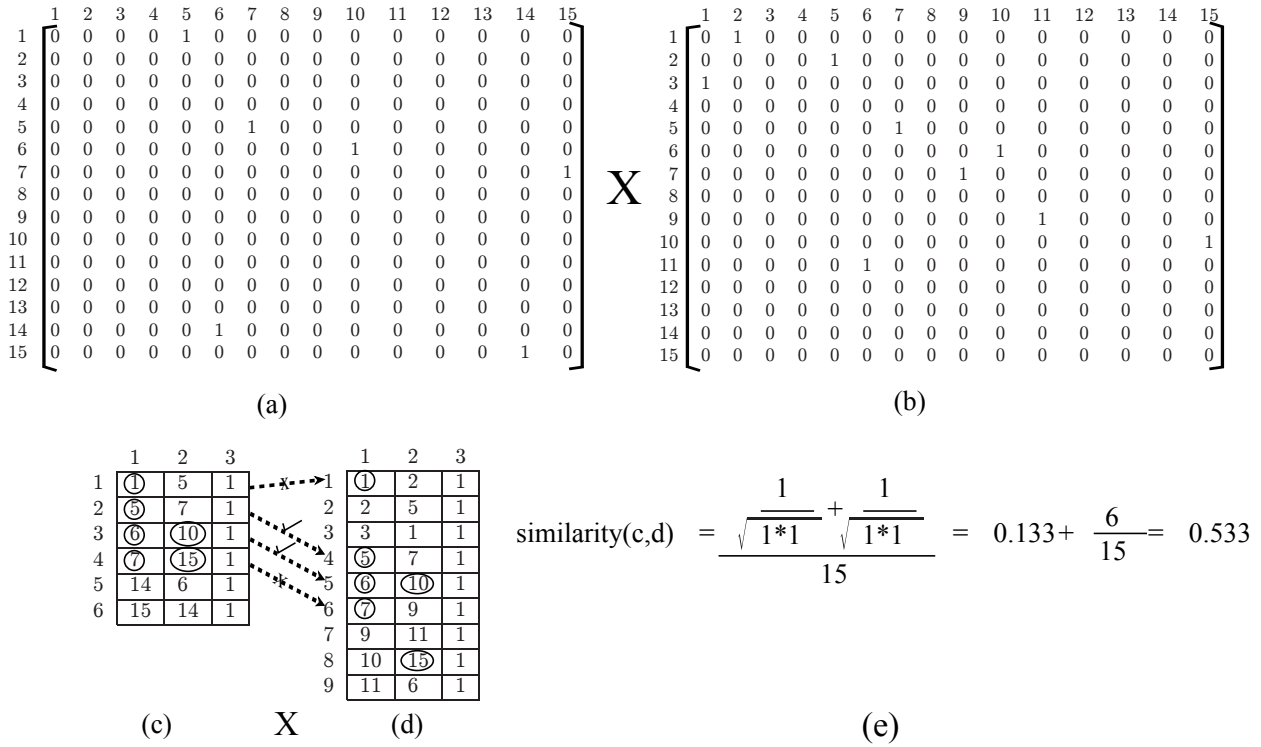 1 2 3 4 5 6 7 8 9 10 11 12 13 14 15
1 0 0 0 0 1 0 0 0 0 0 0 0 0 0 0
2 0 0 0 0 0 0 0 0 0 0 0 0 0 0 0
3 0 0 0 0 0 0 0 0 0 0 0 0 0 0 0
4 0 0 0 0 0 0 0 0 0 0 0 0 0 0 0
5 0 0 0 0 0 0 1 0 0 0 0 0 0 0 0
6 0 0 0 0 0 0 0 0 0 1 0 0 0 0 0
7 0 0 0 0 0 0 0 0 0 0 0 0 0 0 1
8 0 0 0 0 0 0 0 0 0 0 0 0 0 0 0
9 0 0 0 0 0 0 0 0 0 0 0 0 0 0 0
10 0 0 0 0 0 0 0 0 0 0 0 0 0 0 0
11 0 0 0 0 0 0 0 0 0 0 0 0 0 0 0
12 0 0 0 0 0 0 0 0 0 0 0 0 0 0 0
13 0 0 0 0 0 0 0 0 0 0 0 0 0 0 0
14 0 0 0 0 0 1 0 0 0 0 0 0 0 0 0
15 0 0 0 0 0 0 0 0 0 0 0 0 0 1 0
(a)
X
1 2 3 4 5 6 7 8 9 10 11 12 13 14 15
1 0 1 0 0 0 0 0 0 0 0 0 0 0 0 0
2 0 0 0 0 1 0 0 0 0 0 0 0 0 0 0
3 1 0 0 0 0 0 0 0 0 0 0 0 0 0 0
4 0 0 0 0 0 0 0 0 0 0 0 0 0 0 0
5 0 0 0 0 0 0 1 0 0 0 0 0 0 0 0
6 0 0 0 0 0 0 0 0 0 1 0 0 0 0 0
7 0 0 0 0 0 0 0 0 1 0 0 0 0 0 0
8 0 0 0 0 0 0 0 0 0 0 0 0 0 0 0
9 0 0 0 0 0 0 0 0 0 0 1 0 0 0 0
10 0 0 0 0 0 0 0 0 0 0 0 0 0 0 1
11 0 0 0 0 0 1 0 0 0 0 0 0 0 0 0
12 0 0 0 0 0 0 0 0 0 0 0 0 0 0 0
13 0 0 0 0 0 0 0 0 0 0 0 0 0 0 0
14 0 0 0 0 0 0 0 0 0 0 0 0 0 0 0
15 0 0 0 0 0 0 0 0 0 0 0 0 0 0 0
(b)
1 2 3
1 1 5 1
2 5 7 1
3 6 10 1
4 7 15 1
5 14 6 1
6 15 14 1
(c)
x
x
X
1 2 3
1 1 2 1
2 2 5 1
3 3 1 1
4 5 7 1
5 6 10 1
6 7 9 1
7 9 11 1
8 10 15 1
9 11 6 1
(d)
1 1
similarity(c,d) = √ 1*1 + √ 1*1 = 0.133+ 6 = 0.533
15 15
(e)